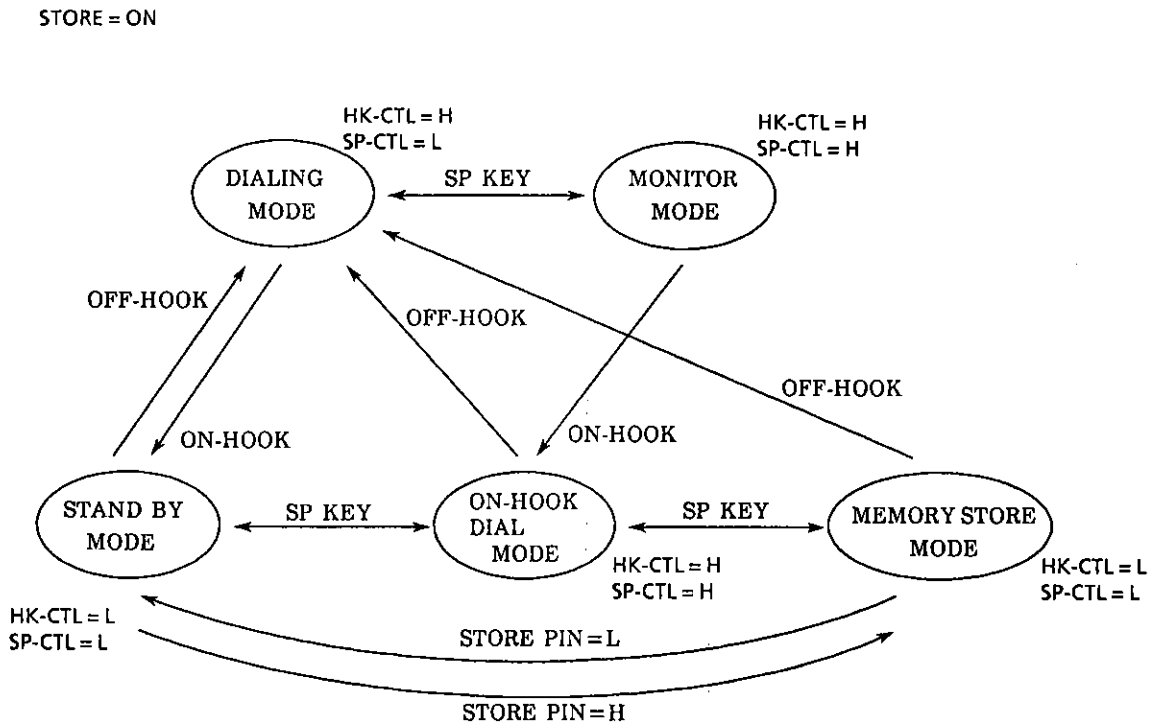 STORE = ON
HK-CTL = H
SP-CTL = L
HK-CTL = H
SP-CTL = H
DIALING
MODE
SP KEY
MONITOR
MODE
OFF-HOOK
OFF-HOOK
OFF-HOOK
ON-HOOK
ON-HOOK
STAND BY
MODE
SP KEY
ON-HOOK
DIAL
MODE
SP KEY
MEMORY STORE
MODE
HK-CTL = H
SP-CTL = H
HK-CTL = L
SP-CTL = L
HK-CTL = L
SP-CTL = L
STORE PIN = L
STORE PIN = H